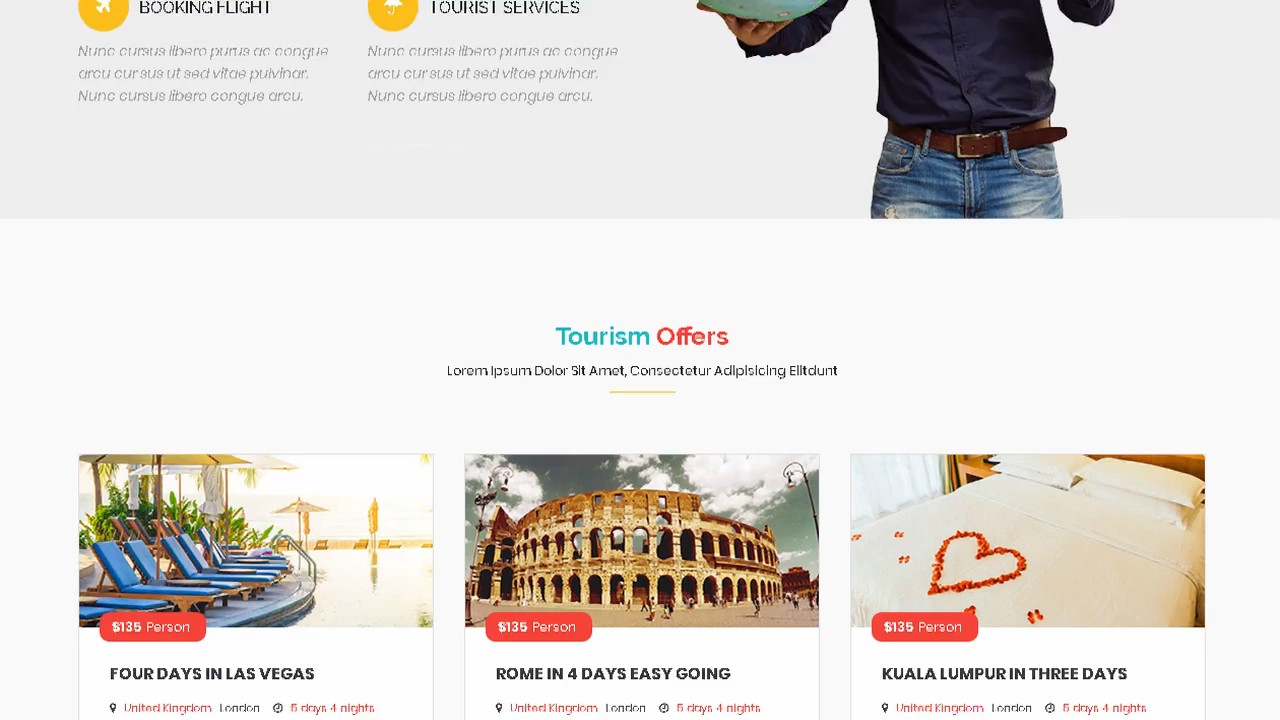 BOOKING FLIGHT
TOURIST SERVICES
Nunc cursus libero purus ac congue
arcu cursus ut sed vitae pulvinar.
Nunc cursus libero congue arcu.
Nunc cursus libero purus ac congue
arcu cursus ut sed vitae pulvinar.
Nunc cursus libero congue arcu.
Tourism Offers
Lorem Ipsum Dolor Sit Amet, Consectetur Adipisicing Elitdunt
$135 Person
FOUR DAYS IN LAS VEGAS
United Kingdom London 5 days 4 nights
$135 Person
ROME IN 4 DAYS EASY GOING
United Kingdom London 5 days 4 nights
$135 Person
KUALA LUMPUR IN THREE DAYS
United Kingdom London 5 days 4 nights